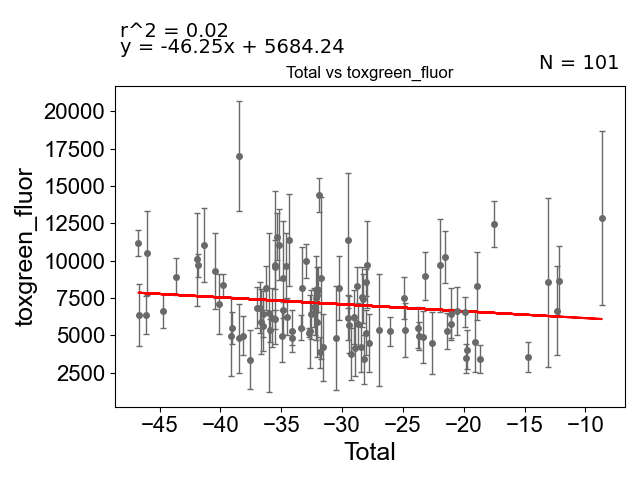 r^2 = 0.02
y = -46.25x + 5684.24
N = 101
Total vs toxgreen_fluor
20000
17500
15000
12500
10000
7500
5000
2500
toxgreen_fluor
−45 −40 −35 −30 −25 −20 −15 −10
Total